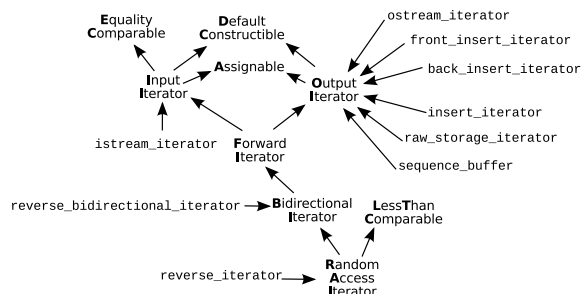 Equality
Comparable
Default
Constructible
Assignable
Input
Iterator
Output
Iterator
ostream_iterator
front_insert_iterator
back_insert_iterator
insert_iterator
raw_storage_iterator
sequence_buffer
istream_iterator
Forward
Iterator
reverse_bidirectional_iterator
Bidirectional
Iterator
LessThan
Comparable
reverse_iterator
Random
Access
Iterator